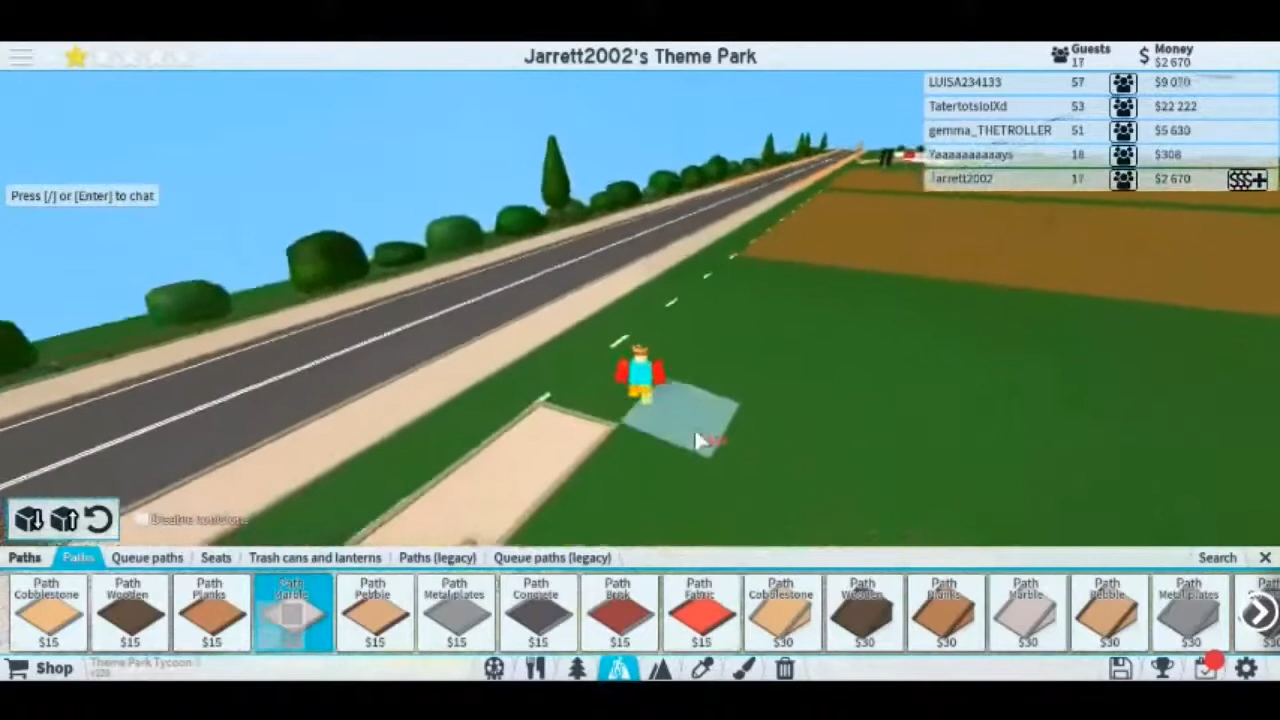 Jarrett2002's Theme Park
Guests
17
$ Money
$2 670
LUISA234133 57 $9 070
TatertotslolXd 53 $22 222
gemma_THETROLLER 51 $5 630
Yaaaaaaaaays 18 $308
Jarrett2002 17 $2 670 $$$+
Press [/] or [Enter] to chat
Paths Paths Queue paths Seats Trash cans and lanterns Paths (legacy) Queue paths (legacy) Search
Path Cobblestone $15
Path Wooden $15
Path Planks $15
Path Marble
Path Pebble $15
Path Metal plates $15
Path Concrete $15
Path Brick $15
Path Fabric $15
Path Cobblestone $30
Path Wooden $30
Path Planks $30
Path Marble $30
Path Pebble $30
Path Metal plates $30
Shop
Theme Park Tycoon